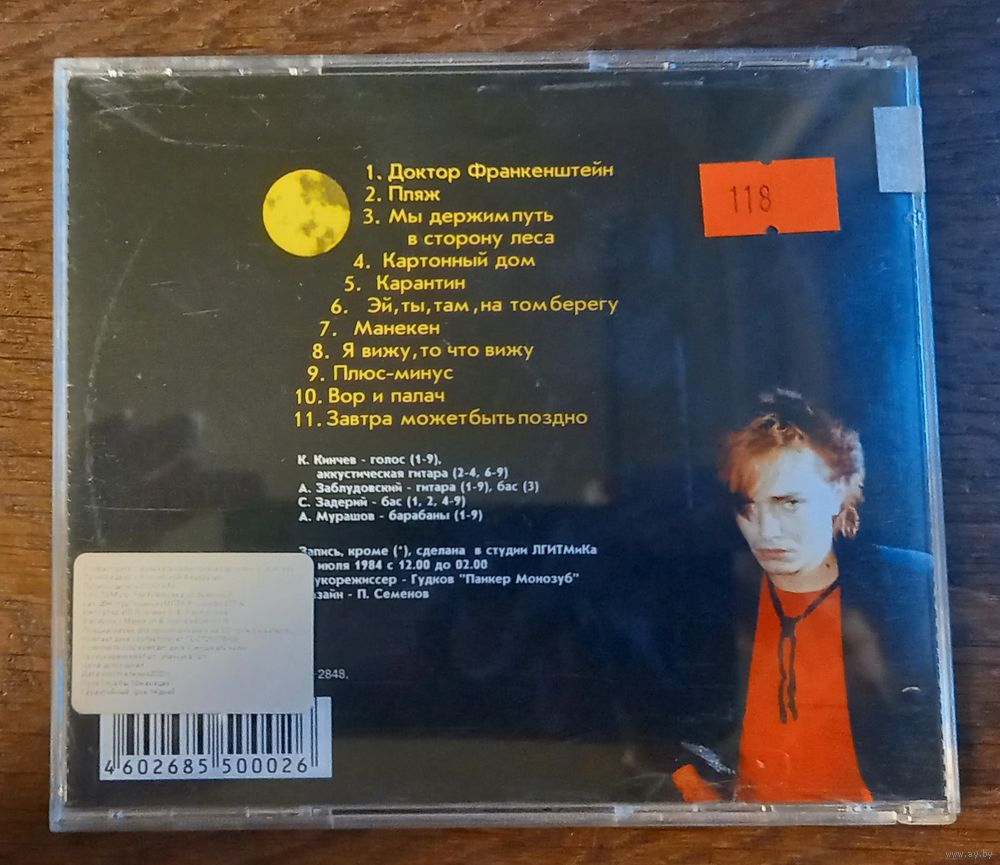 1. Доктор Франкенштейн
2. Пляж
3. Мы держим путь
в сторону леса
4. Картонный дом
5. Карантин
6. Эй, ты, там, на том берегу
7. Манекен
8. Я вижу, то что вижу
9. Плюс-минус
10. Вор и палач
11. Завтра может быть поздно
118
К. Кинчев - голос (1-9),
аккустическая гитара (2-4, 6-9)
А. Заблудовский - гитара (1-9), бас (3)
С. Задерий - бас (1, 2, 4-9)
А. Мурашов - барабаны (1-9)
Запись, кроме (*), сделана в студии ЛГИТМиКа
июля 1984 с 12.00 до 02.00
укорежиссер - Гудков "Панкер Монозуб"
зайн - П. Семенов
-2848.
4 602685 500026
www.ay.by